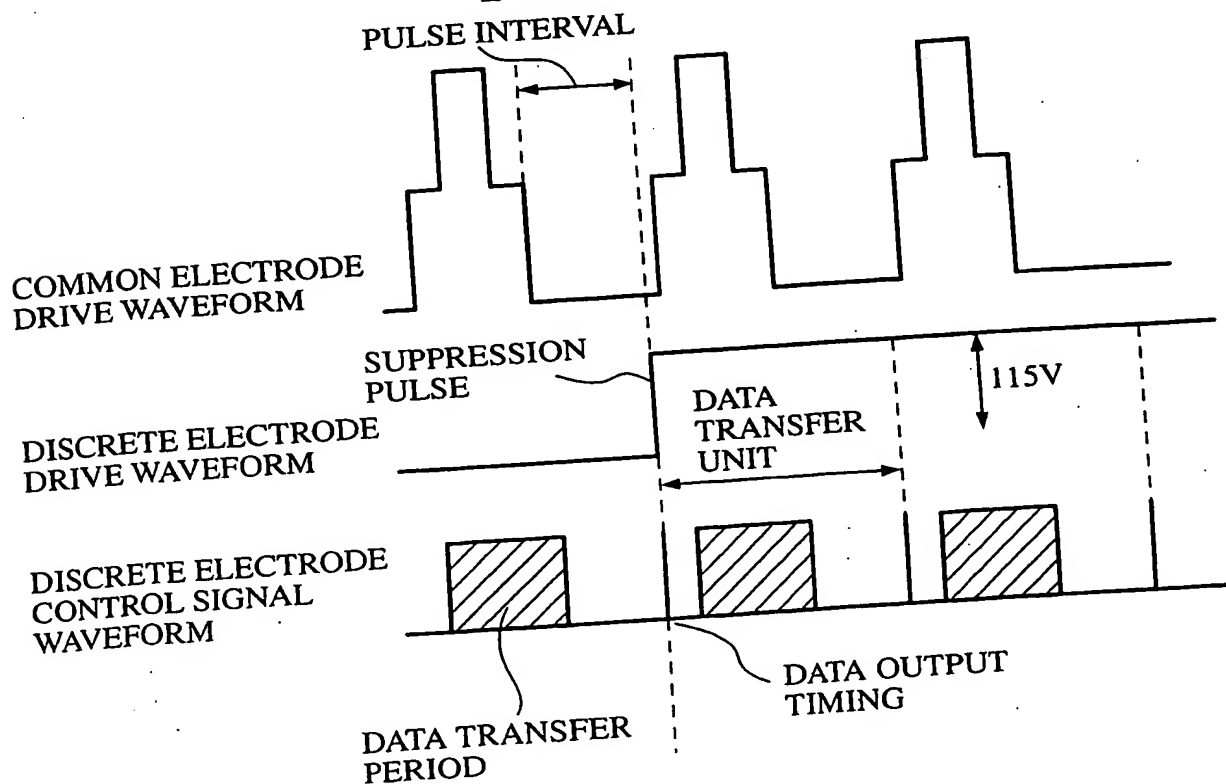 PULSE INTERVAL
COMMON ELECTRODE
DRIVE WAVEFORM
SUPPRESSION
PULSE
115V
DATA
TRANSFER
UNIT
DISCRETE ELECTRODE
DRIVE WAVEFORM
DISCRETE ELECTRODE
CONTROL SIGNAL
WAVEFORM
DATA OUTPUT
TIMING
DATA TRANSFER
PERIOD